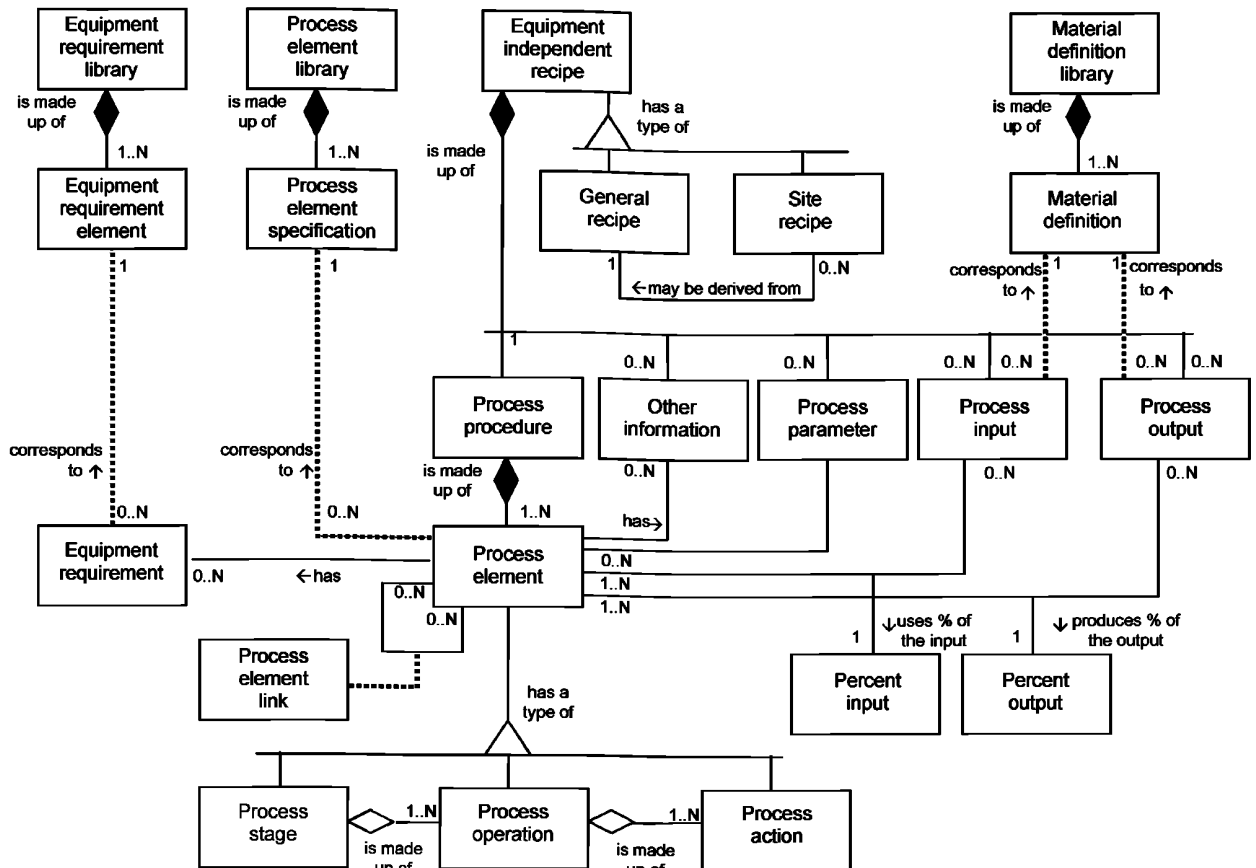 Equipment
requirement
library
Process
element
library
Equipment
independent
recipe
Material
definition
library
is made
up of
is made
up of
is made
up of
has a
type of
is made
up of
1..N
1..N
1..N
Equipment
requirement
element
Process
element
specification
General
recipe
Site
recipe
Material
definition
1
1
1
0..N
←may be derived from
corresponds
to ↑
1
1
corresponds
to ↑
1
0..N
0..N
0..N
0..N
0..N
0..N
Process
procedure
Other
information
Process
parameter
Process
input
Process
output
corresponds
to ↑
corresponds
to ↑
is made
up of
0..N
0..N
0..N
0..N
0..N
1..N
has→
Equipment
requirement
0..N
←has
Process
element
0..N
1..N
1..N
0..N
0..N
1
↓uses % of
the input
1
↓ produces % of
the output
Process
element
link
Percent
input
Percent
output
has a
type of
Process
stage
1..N
is made
up of
Process
operation
1..N
is made
up of
Process
action